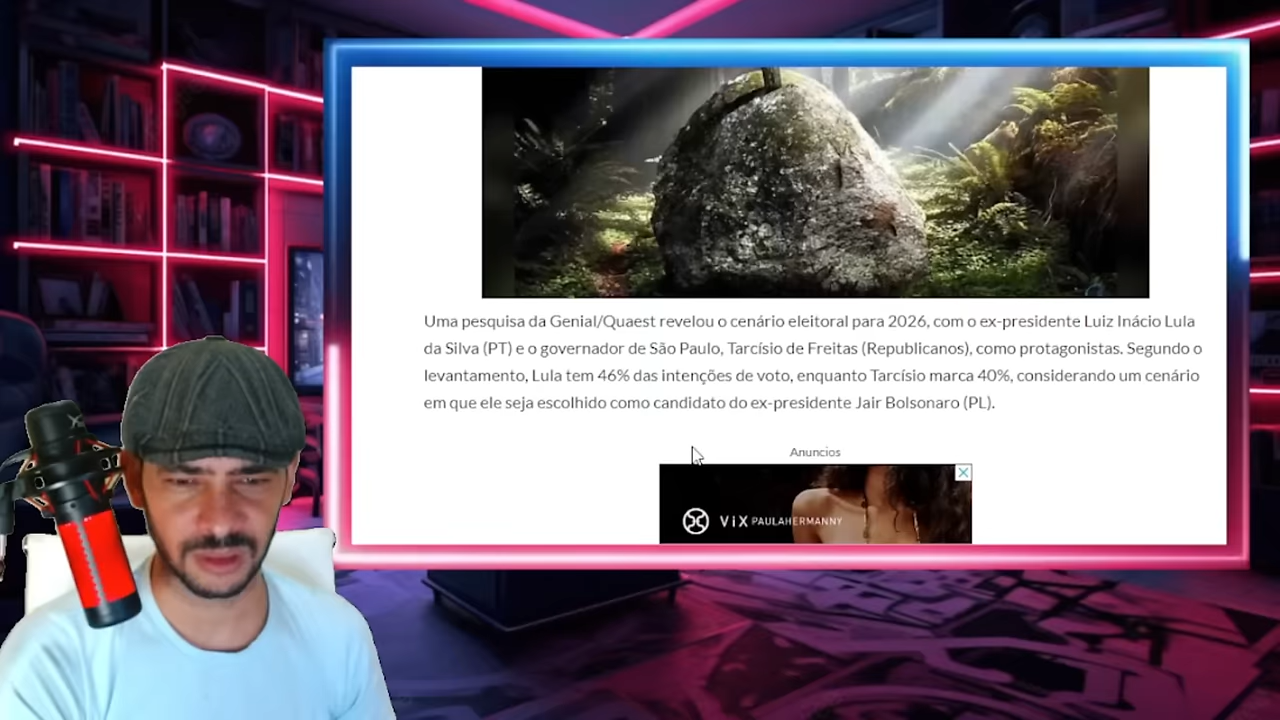 Uma pesquisa da Genial/Quaest revelou o cenário eleitoral para 2026, com o ex-presidente Luiz Inácio Lula
da Silva (PT) e o governador de São Paulo, Tarcísio de Freitas (Republicanos), como protagonistas. Segundo o
levantamento, Lula tem 46% das intenções de voto, enquanto Tarcísio marca 40%, considerando um cenário
em que ele seja escolhido como candidato do ex-presidente Jair Bolsonaro (PL).
Anuncios
ViX PAULAHERMANNY